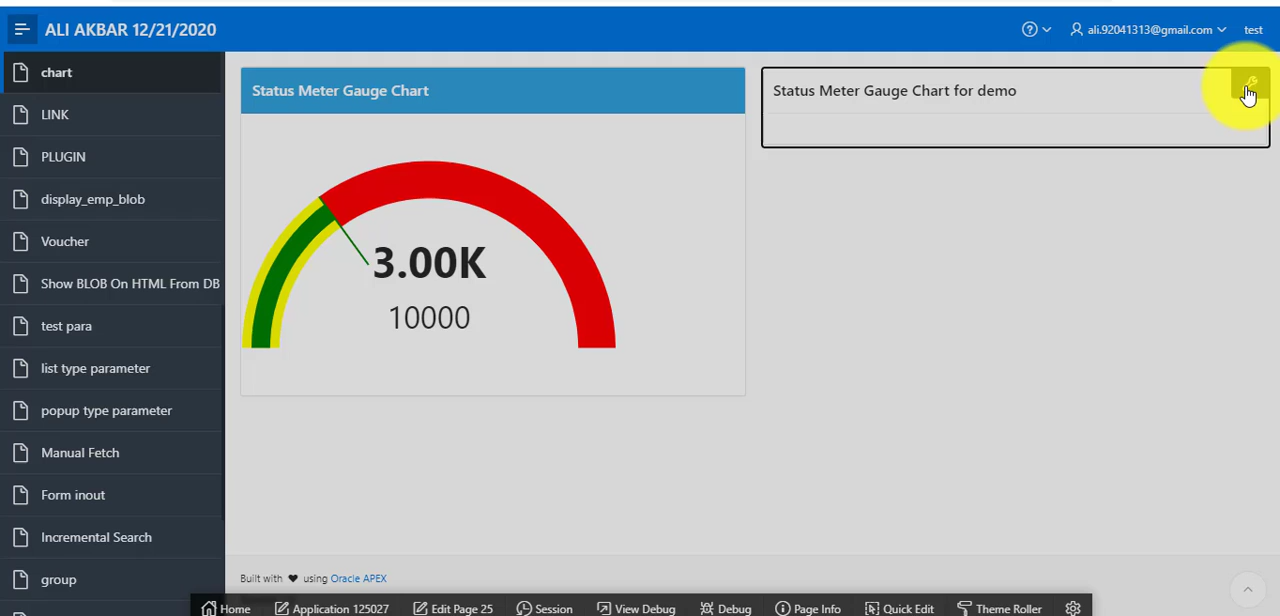 ALI AKBAR 12/21/2020
ali.92041313@gmail.com
test
chart
LINK
PLUGIN
display_emp_blob
Voucher
Show BLOB On HTML From DB
test para
list type parameter
popup type parameter
Manual Fetch
Form inout
Incremental Search
group
Status Meter Gauge Chart
3.00K
10000
Status Meter Gauge Chart for demo
Built with ♥ using Oracle APEX
Home
Application 125027
Edit Page 25
Session
View Debug
Debug
Page Info
Quick Edit
Theme Roller